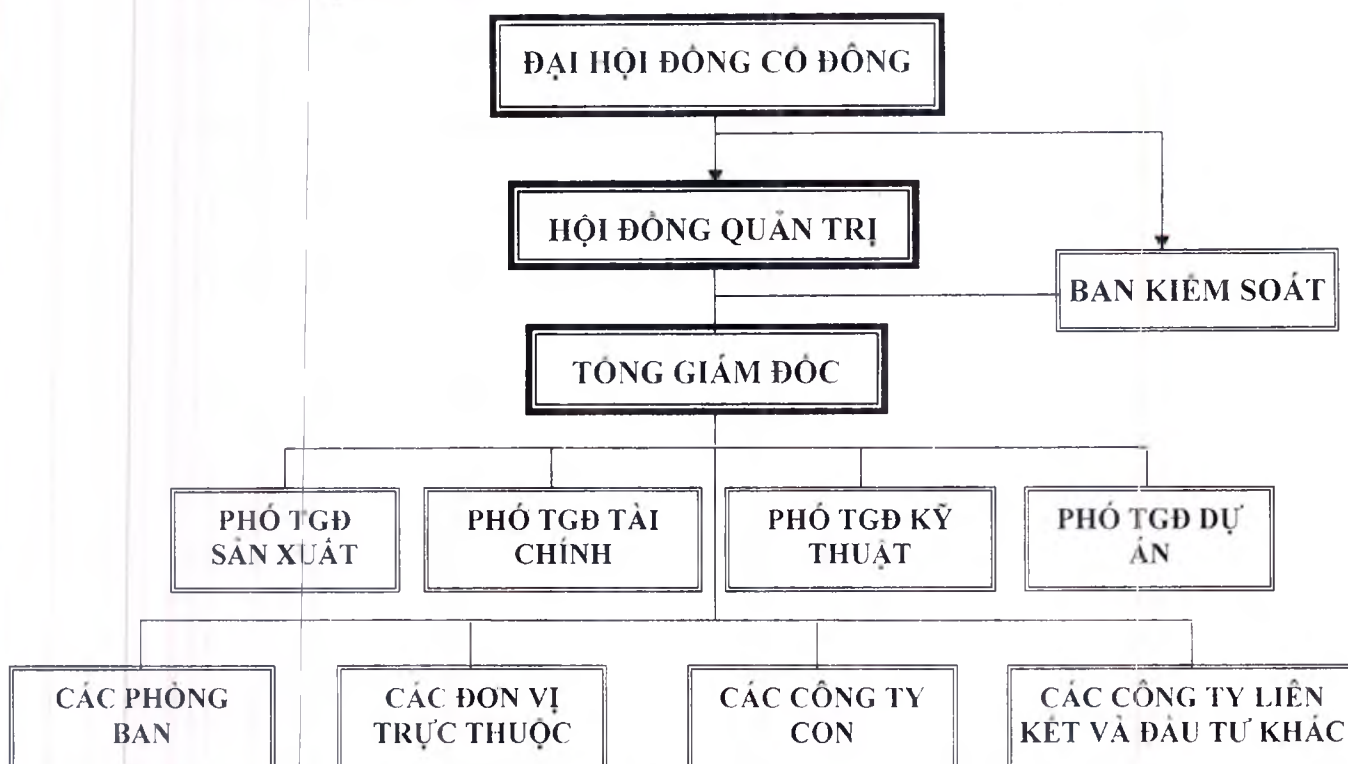 ĐẠI HỘI ĐỒNG CỔ ĐÔNG
HỘI ĐỒNG QUẢN TRỊ
BAN KIỂM SOÁT
TỔNG GIÁM ĐỐC
PHÓ TGĐ
SẢN XUẤT
PHÓ TGĐ TÀI
CHÍNH
PHÓ TGĐ KỸ
THUẬT
PHÓ TGĐ DỰ
ÁN
CÁC PHÒNG
BAN
CÁC ĐƠN VỊ
TRỰC THUỘC
CÁC CÔNG TY
CON
CÁC CÔNG TY LIÊN
KẾT VÀ ĐẦU TƯ KHÁC